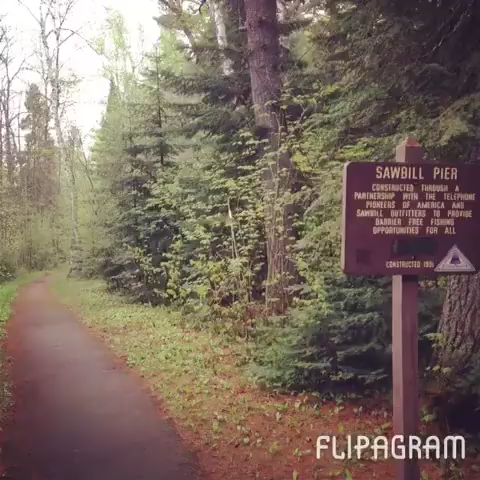 SAWBILL PIER
CONSTRUCTED THROUGH A
PARTNERSHIP WITH THE TELEPHONE
PIONEERS OF AMERICA AND
SAWBILL OUTFITTERS TO PROVIDE
BARRIER FREE FISHING
OPPORTUNITIES FOR ALL
CONSTRUCTED
FLIPAGRAM